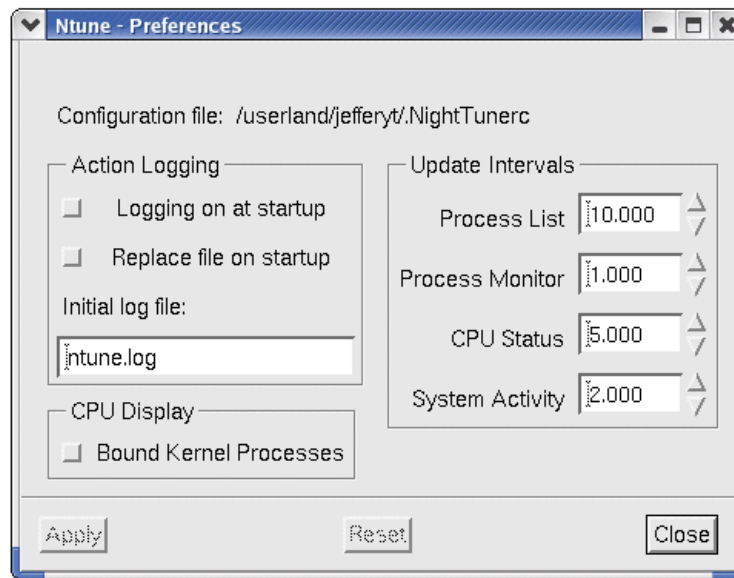 Ntune - Preferences
Configuration file: /userland/jefferyt/.NightTunerc
Action Logging
Logging on at startup
Replace file on startup
Initial log file:
ntune.log
CPU Display
Bound Kernel Processes
Update Intervals
Process List 10.000
Process Monitor 1.000
CPU Status 5.000
System Activity 2.000
Apply Reset Close